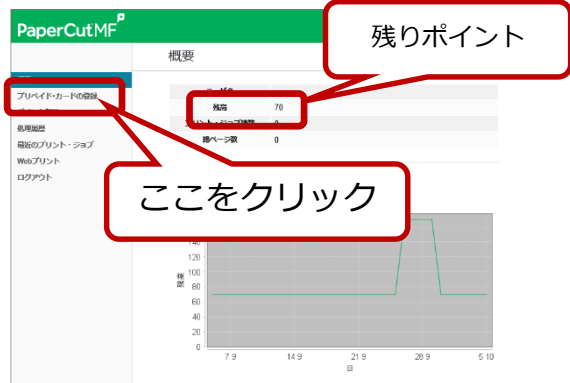 PaperCutMF
残りポイント
概要
プリペイド・カードの登録
残高 70
処理履歴
総ページ数 0
最近のプリント・ジョブ
Webプリント
ログアウト
ここをクリック
残高
140
120
100
80
60
40
20
0
7 9
14 9
21 9
28 9
5 10
日